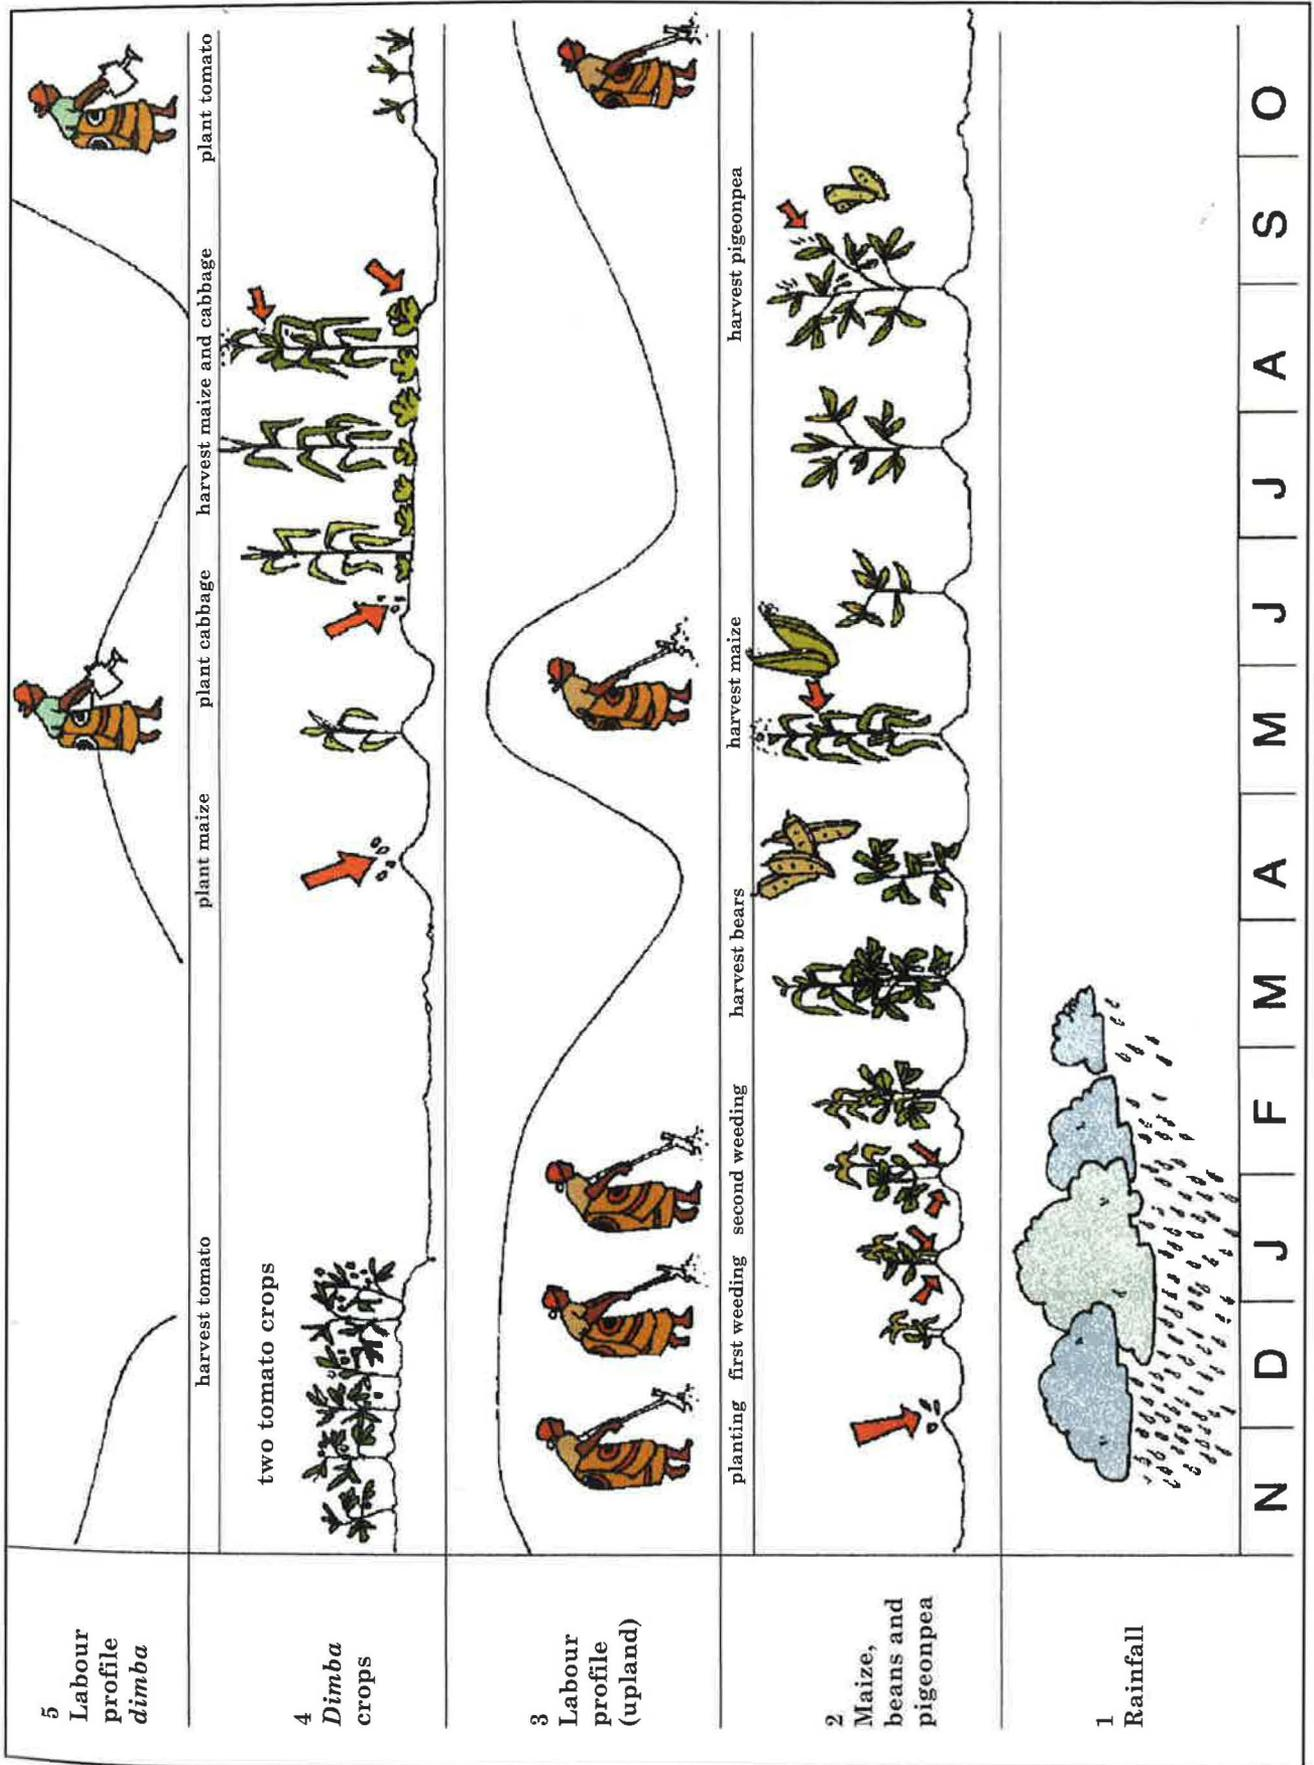 5
Labour
profile
dimba
harvest tomato
plant maize
plant cabbage
harvest maize and cabbage
plant tomato
4
Dimba
crops
two tomato crops
3
Labour
profile
(upland)
planting
first weeding
second weeding
harvest bears
harvest maize
harvest pigeonpea
2
Maize,
beans and
pigeonpea
1
Rainfall
N D J F M A M J J A S O